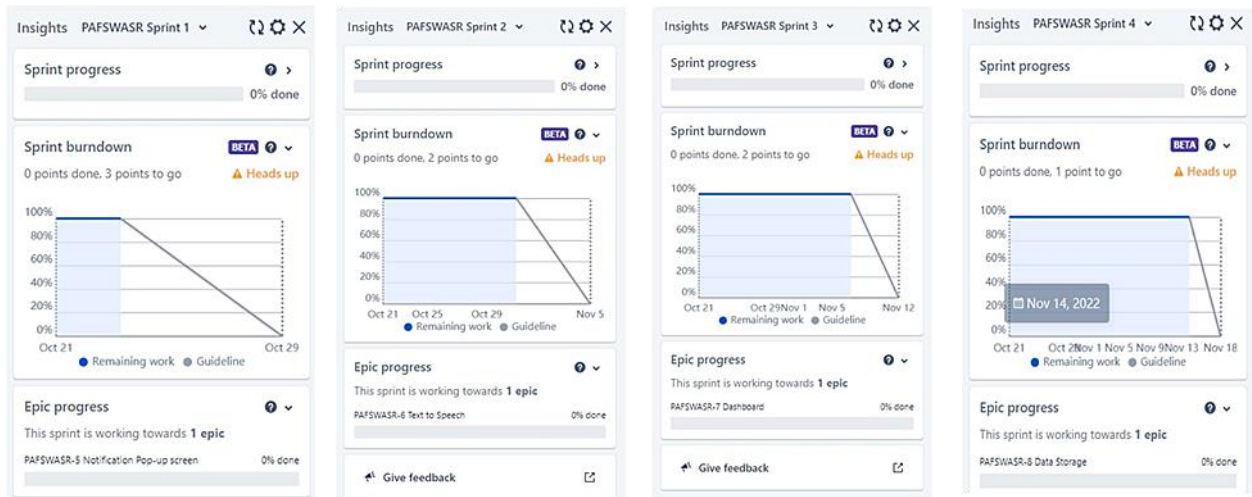 Insights PAFSWASR Sprint 1
Sprint progress
0% done
Sprint burndown BETA
0 points done, 3 points to go Heads up
100%
80%
60%
40%
20%
0%
Oct 21 Oct 29
Remaining work Guideline
Epic progress
This sprint is working towards 1 epic
PAFSWASR-5 Notification Pop-up screen 0% done
Insights PAFSWASR Sprint 2
Sprint progress
0% done
Sprint burndown BETA
0 points done, 2 points to go Heads up
100%
80%
60%
40%
20%
0%
Oct 21 Oct 25 Oct 29 Nov 5
Remaining work Guideline
Epic progress
This sprint is working towards 1 epic
PAFSWASR-6 Text to Speech 0% done
Give feedback
Insights PAFSWASR Sprint 3
Sprint progress
0% done
Sprint burndown BETA
0 points done, 2 points to go Heads up
100%
80%
60%
40%
20%
0%
Oct 21 Oct 29 Nov 1 Nov 5 Nov 12
Remaining work Guideline
Epic progress
This sprint is working towards 1 epic
PAFSWASR-7 Dashboard 0% done
Give feedback
Insights PAFSWASR Sprint 4
Sprint progress
0% done
Sprint burndown BETA
0 points done, 1 point to go Heads up
100%
80%
60%
40%
20%
Nov 14, 2022
0%
Oct 21 Oct Nov 1 Nov 5 Nov 9 Nov 13 Nov 18
Remaining work Guideline
Epic progress
This sprint is working towards 1 epic
PAFSWASR-8 Data Storage 0% done